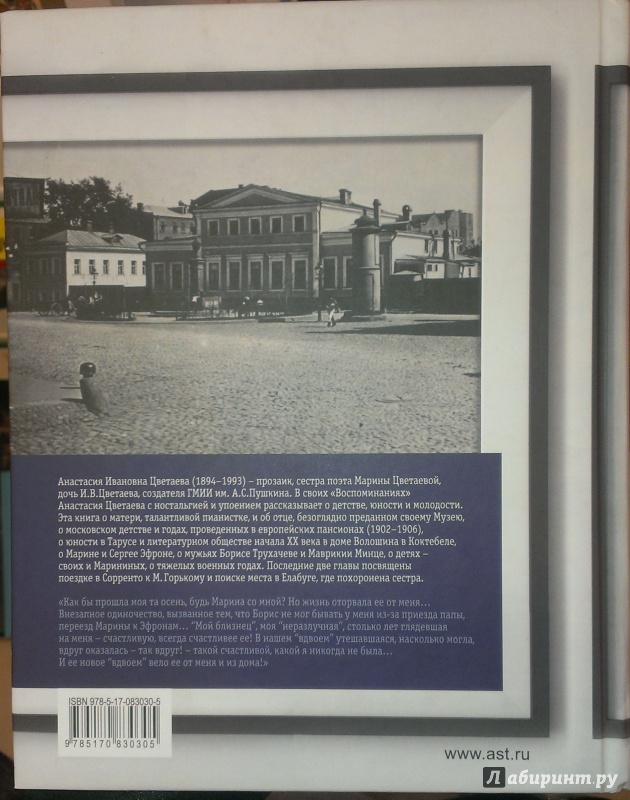 Анастасия Ивановна Цветаева (1894–1993) – прозаик, сестра поэта Марины Цветаевой,
дочь И.В.Цветаева, создателя ГМИИ им. А.С.Пушкина. В своих «Воспоминаниях»
Анастасия Цветаева с ностальгией и упоением рассказывает о детстве, юности и молодости.
Эта книга о матери, талантливой пианистке, и об отце, безоглядно преданном своему Музею,
о московском детстве и годах, проведенных в европейских пансионах (1902–1906),
о юности в Тарусе и литературном обществе начала XX века в доме Волошина в Коктебеле,
о Марине и Сергее Эфроне, о мужьях Борисе Трухачеве и Маврикии Минце, о детях –
своих и Марининых, о тяжелых военных годах. Последние две главы посвящены
поездке в Сорренто к М.Горькому и поиске места в Елабуге, где похоронена сестра.
«Как бы прошла моя та осень, будь Марина со мной? Но жизнь оторвала ее от меня…
Внезапное одиночество, вызванное тем, что Борис не мог бывать у меня из-за приезда папы,
переезд Марины к Эфронам… "Мой близнец", моя "неразлучная", столько лет глядевшая
на меня – счастливую, всегда счастливее ее! В нашем "вдвоем" утешавшаяся, насколько могла,
вдруг оказалась – так вдруг! – такой счастливой, какой я никогда не была…
И ее новое "вдвоем" вело ее от меня и из дома!»
ISBN 978-5-17-083030-5
9 785170 830305
www.ast.ru
Лабиринт.ру